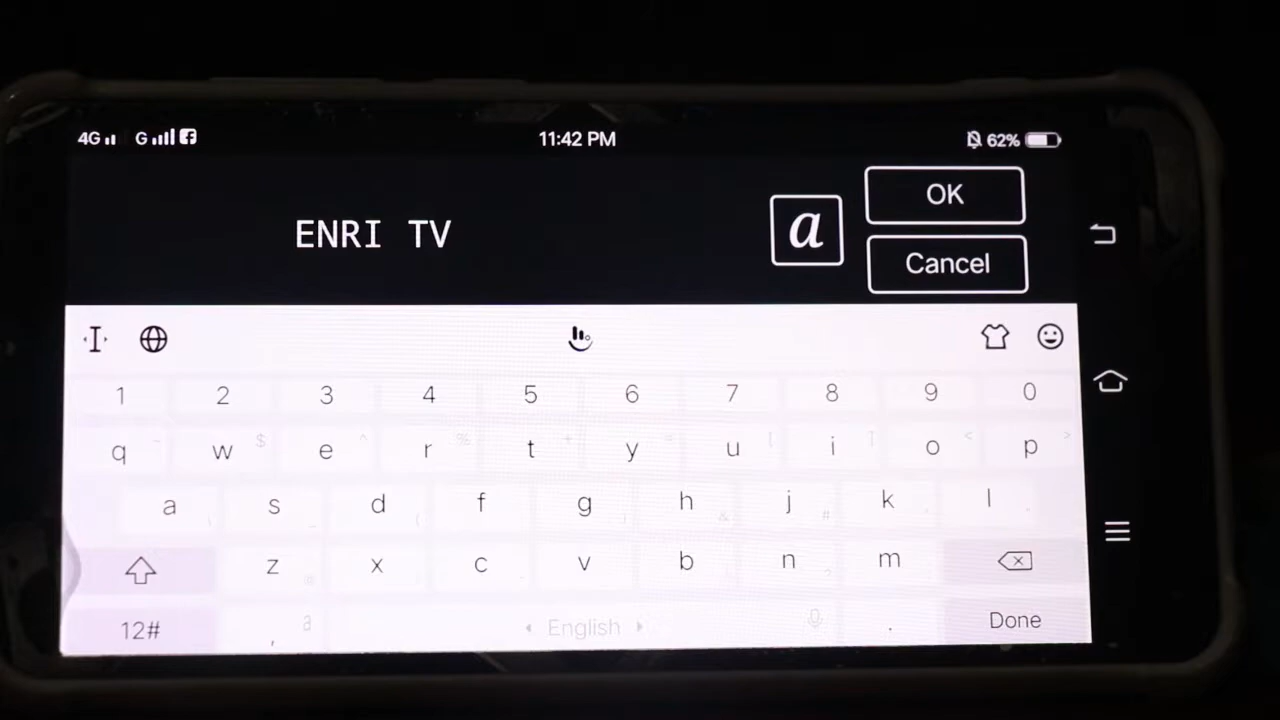 4G G 11:42 PM 62%
ENRI TV
a
OK
Cancel
1 2 3 4 5 6 7 8 9 0
q w e r t y u i o p
a s d f g h j k l
z x c v b n m
12# , a English . Done